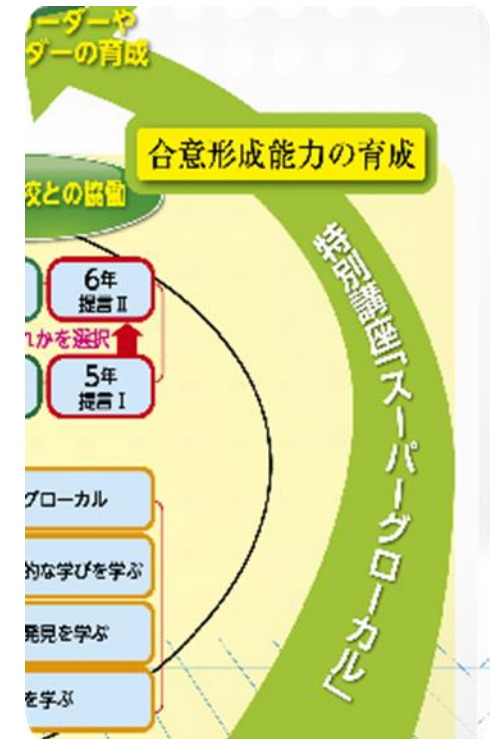 ーダーや
ダーの育成
合意形成能力の育成
校との協働
6年
提言Ⅱ
れかを選択
5年
提言Ⅰ
特別講座「スーパーグローカル」
グローカル
的な学びを学ぶ
発見を学ぶ
を学ぶ